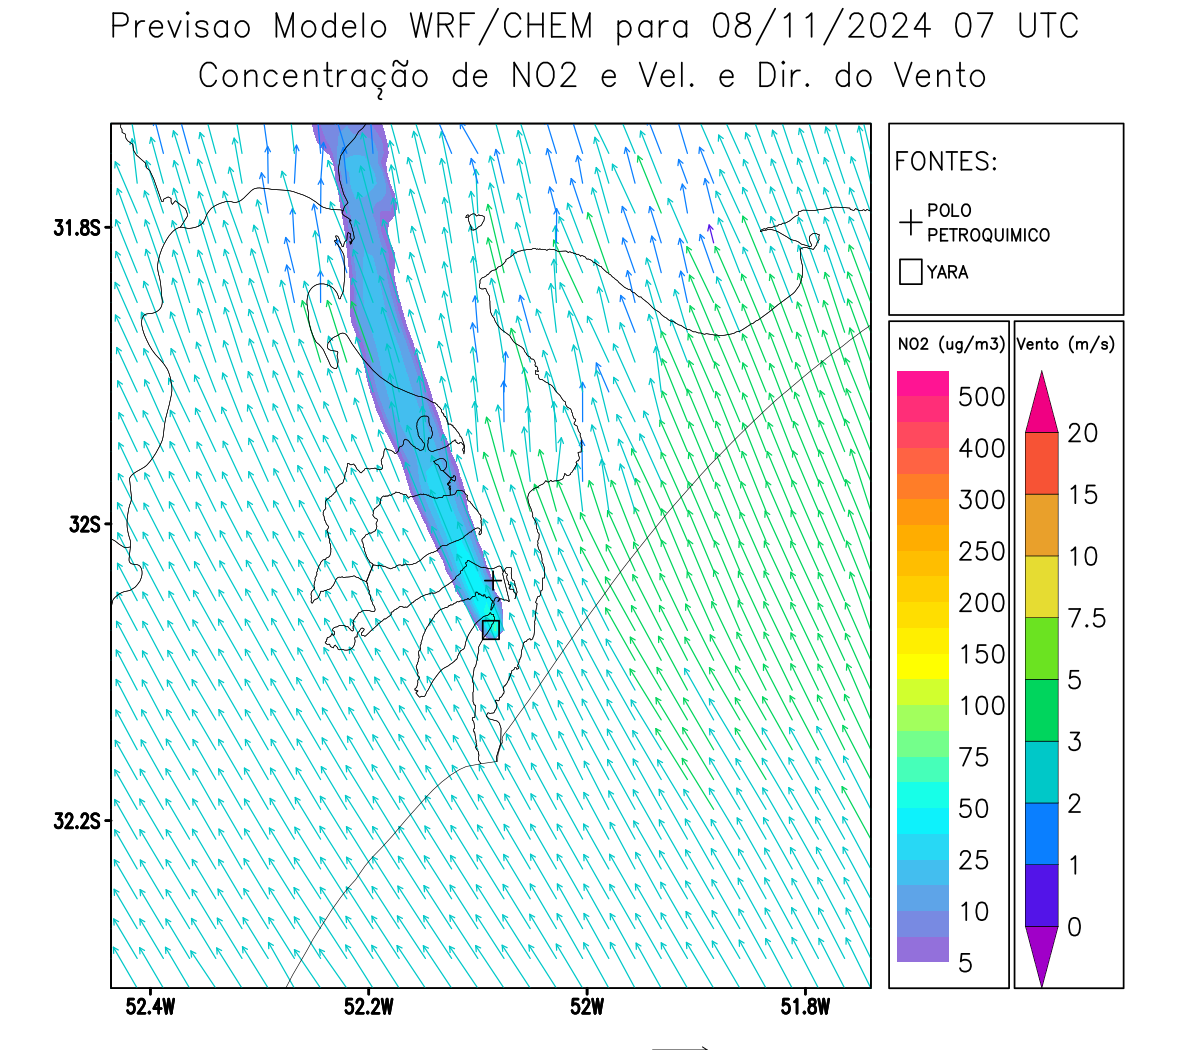 Previsao Modelo WRF/CHEM para 08/11/2024 07 UTC
Concentração de NO2 e Vel. e Dir. do Vento
FONTES:
POLO
PETROQUIMICO
YARA
31.8S
32S
32.2S
52.4W
52.2W
52W
51.8W
NO2 (ug/m3)
500
400
300
250
200
150
100
75
50
25
10
5
Vento (m/s)
20
15
10
7.5
5
3
2
1
0